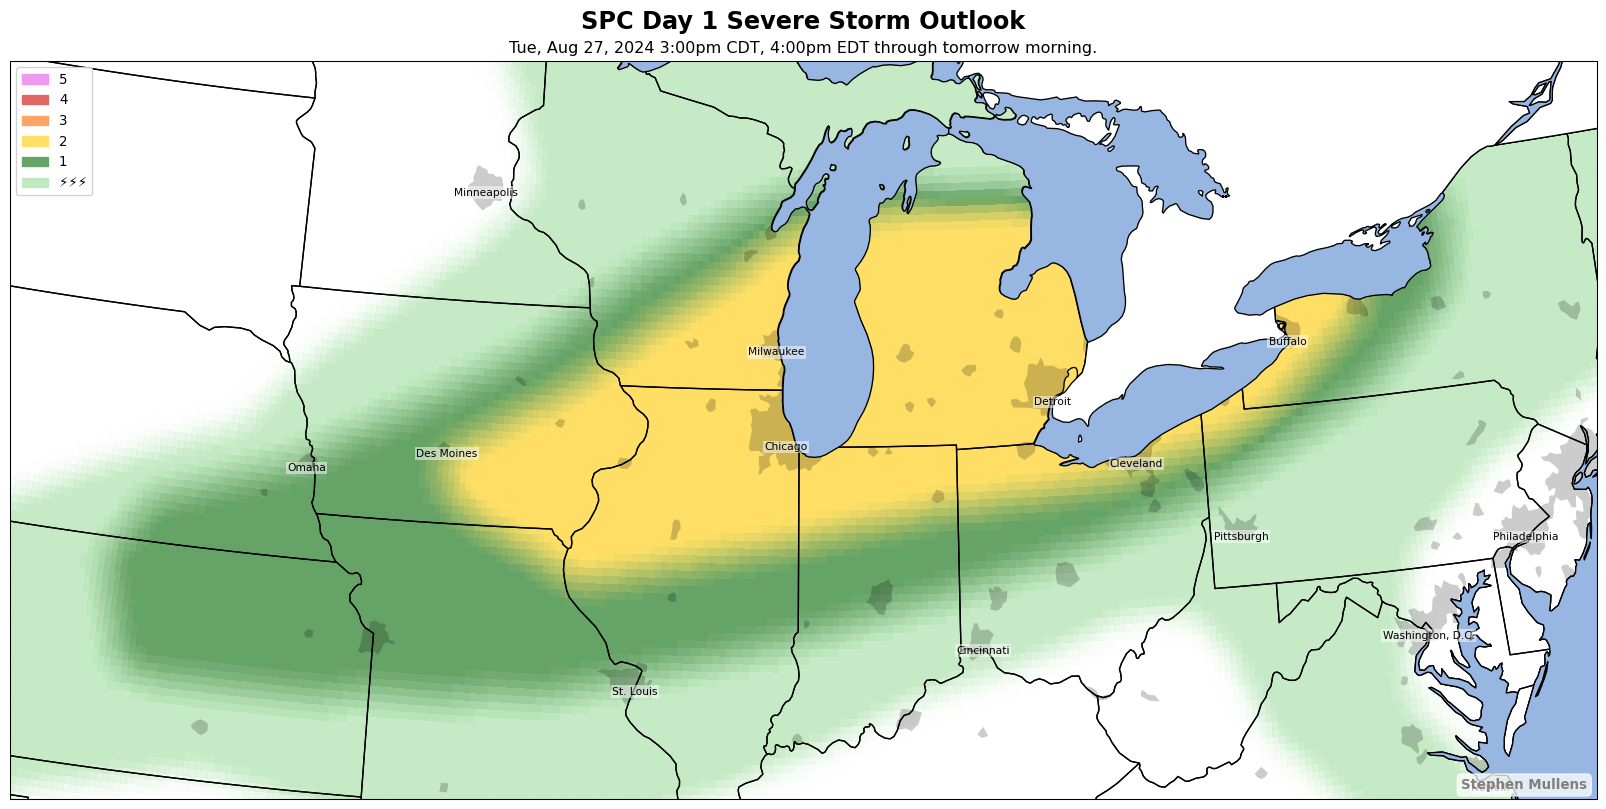 SPC Day 1 Severe Storm Outlook
Tue, Aug 27, 2024 3:00pm CDT, 4:00pm EDT through tomorrow morning.
5
4
3
2
1
⚡⚡⚡
Minneapolis
Milwaukee
Buffalo
Detroit
Chicago
Des Moines
Cleveland
Omaha
Pittsburgh
Philadelphia
Washington, D.C.
Cincinnati
St. Louis
Stephen Mullens